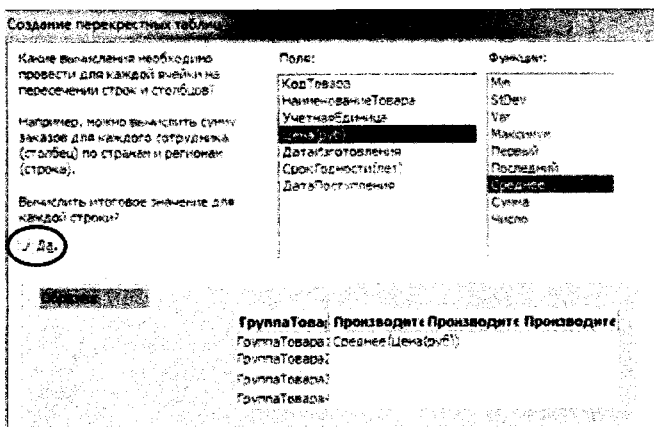 Создание перекрестных таблиц
Какие вычисления необходимо
провести для каждой ячейки на
пересечении строк и столбцов?
Например, можно вычислить сумму
заказов для каждого сотрудника
(столбец) по странам и регионам
(строка).
Вычислить итоговое значение для
каждой строки?
Да.
Поля:
КодТовара
НаименованиеТовара
УчетнаяЕдиница
Цена(руб)
ДатаИзготовления
СрокГодности(лет)
ДатаПоступления
Функции:
Min
StDev
Var
Максимум
Первый
Последний
Среднее
Сумма
Число
Образец
ГруппаТовар Производите Производите Производите
ГруппаТовара1 Среднее(Цена(руб))
ГруппаТовара2
ГруппаТовара3
ГруппаТовара4